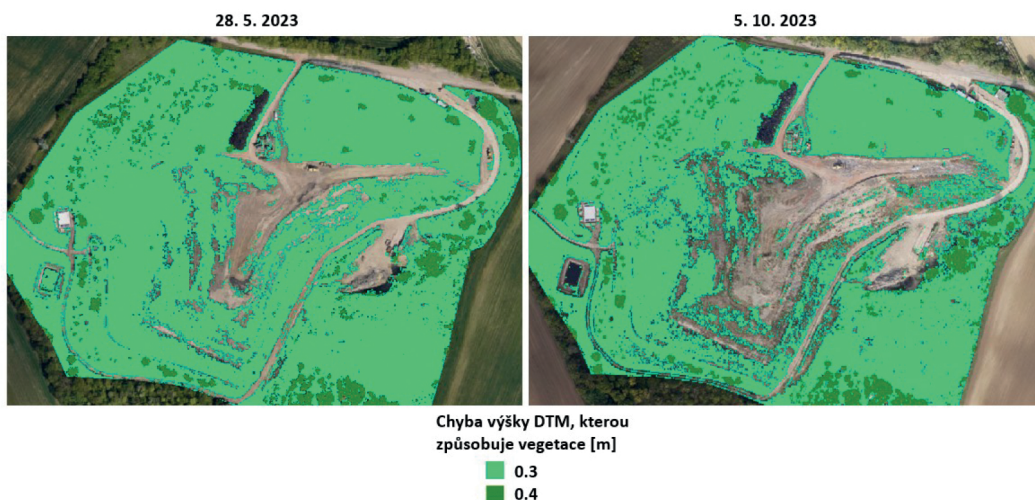 28. 5. 2023
5. 10. 2023
Chyba výšky DTM, kterou
způsobuje vegetace [m]
0.3
0.4